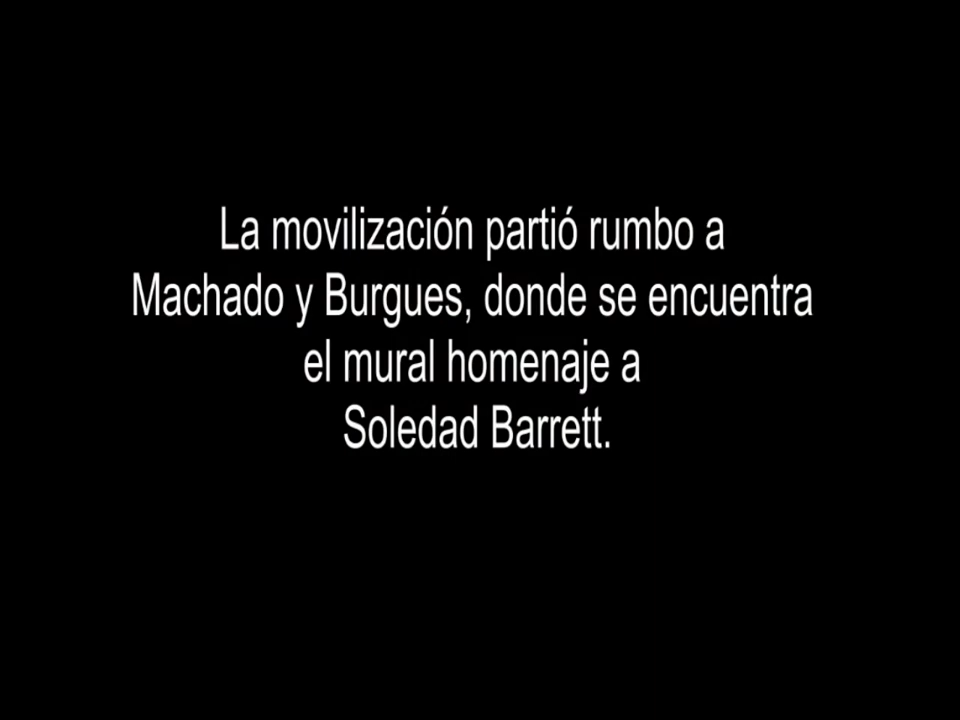 La movilización partió rumbo a
Machado y Burgues, donde se encuentra
el mural homenaje a
Soledad Barrett.